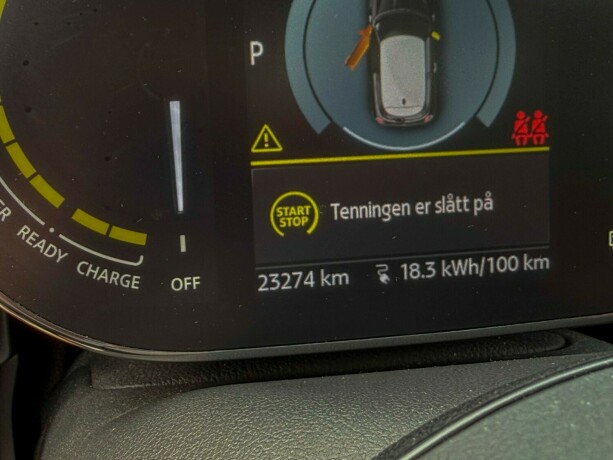 P
START
STOP
Tenningen er slått på
READY
CHARGE
OFF
23274 km
18.3 kWh/100 km